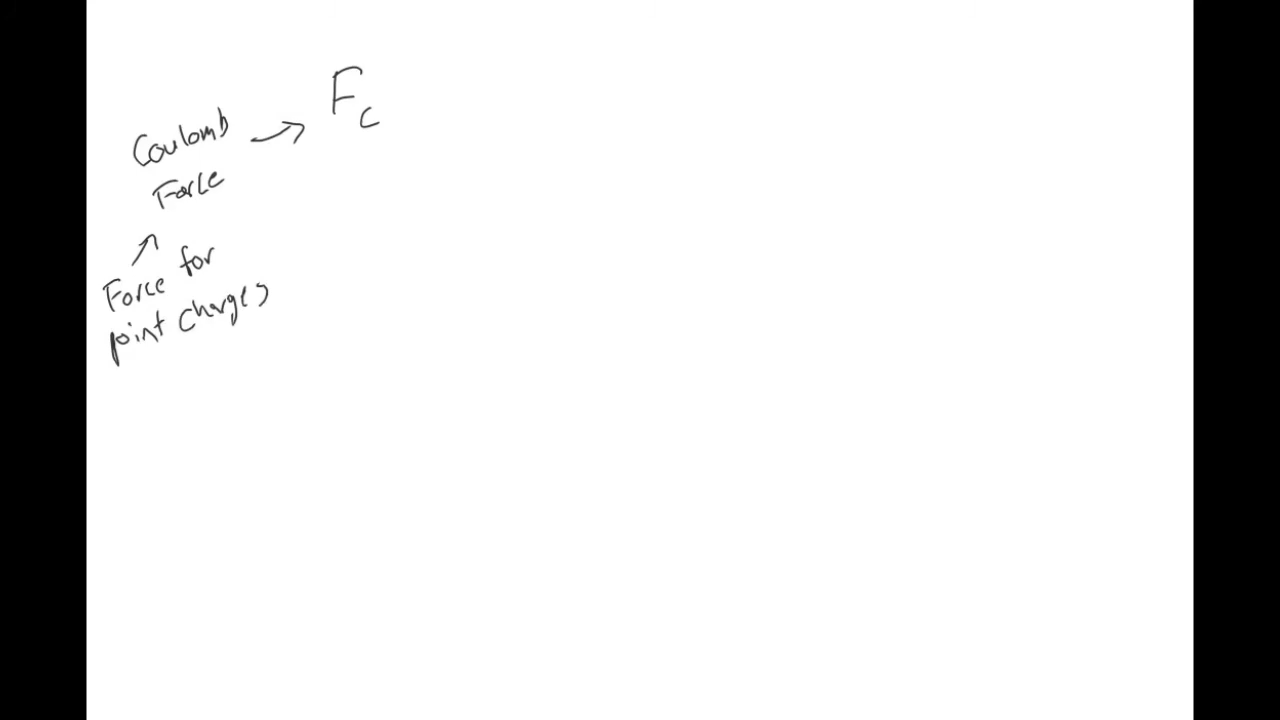 F_c
Coulomb →
Force
↗
Force for
point charges